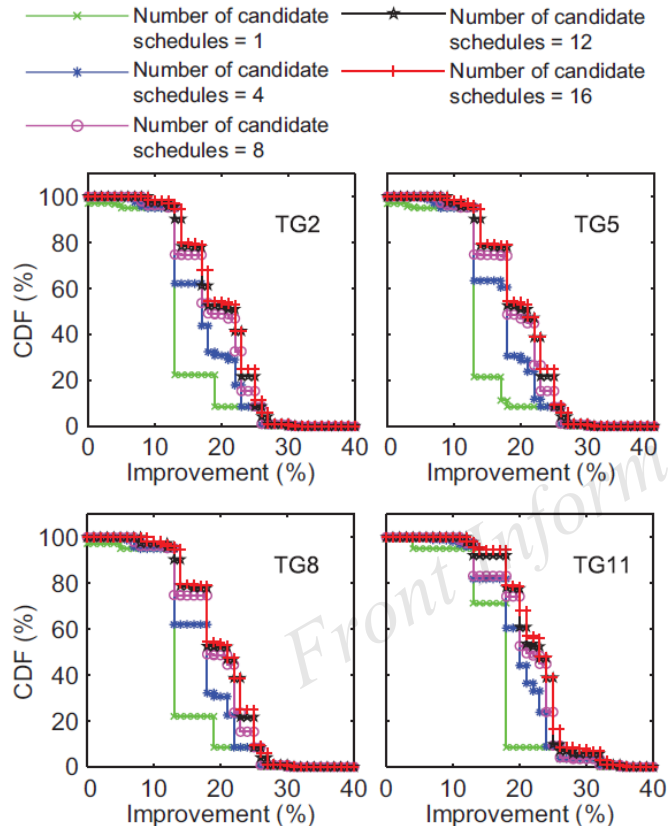 Number of candidate
schedules = 1
Number of candidate
schedules = 4
Number of candidate
schedules = 8
Number of candidate
schedules = 12
Number of candidate
schedules = 16
100
80
60
40
20
0
CDF (%)
TG2
0 10 20 30 40
Improvement (%)
100
80
60
40
20
0
TG5
0 10 20 30 40
Improvement (%)
100
80
60
40
20
0
CDF (%)
TG8
0 10 20 30 40
Improvement (%)
100
80
60
40
20
0
TG11
0 10 20 30 40
Improvement (%)
Front Inform